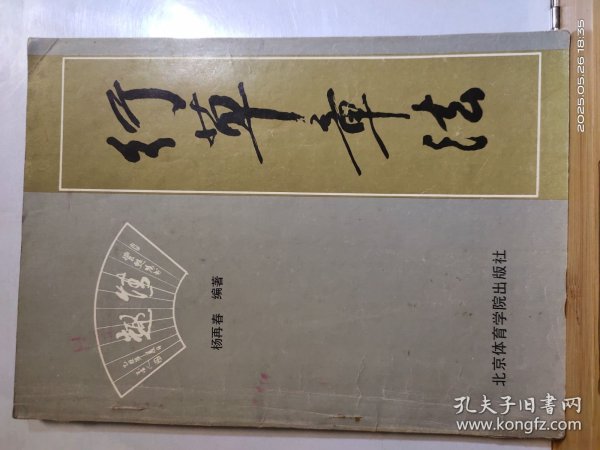 行草章法
杨再春 编著
北京体育学院出版社
2025.05.26 18:35
孔夫子旧书网
www.kongfz.com